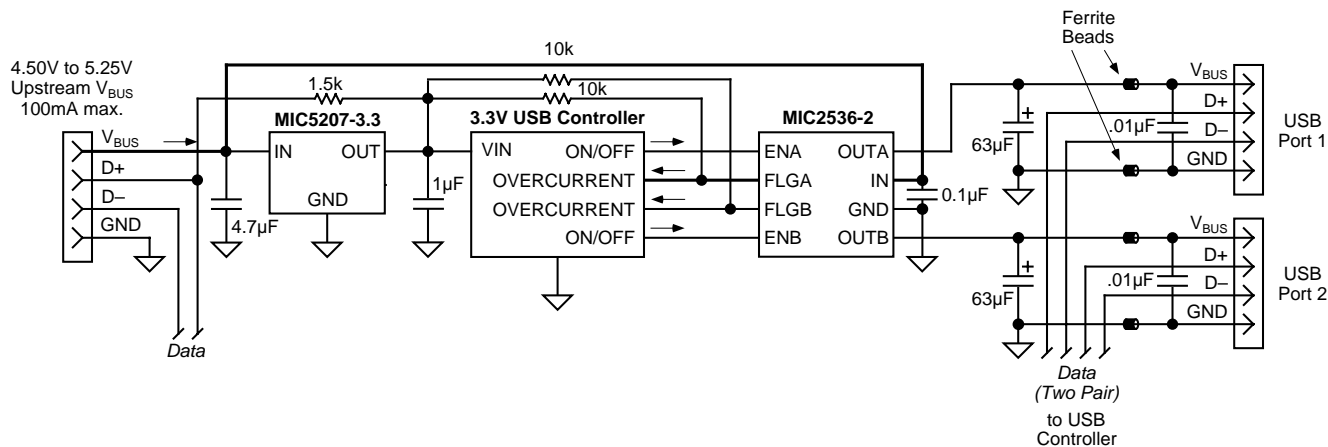 4.50V to 5.25V
Upstream VBUS
100mA max.
VBUS
D+
D–
GND
Data
1.5k
10k
10k
MIC5207-3.3
IN
OUT
GND
4.7µF
1µF
3.3V USB Controller
VIN
ON/OFF
OVERCURRENT
OVERCURRENT
ON/OFF
MIC2536-2
ENA
OUTA
FLGA
IN
FLGB
GND
ENB
OUTB
0.1µF
Ferrite
Beads
+
63µF
.01µF
VBUS
D+
D–
GND
USB
Port 1
+
63µF
.01µF
VBUS
D+
D–
GND
USB
Port 2
Data
(Two Pair)
to USB
Controller